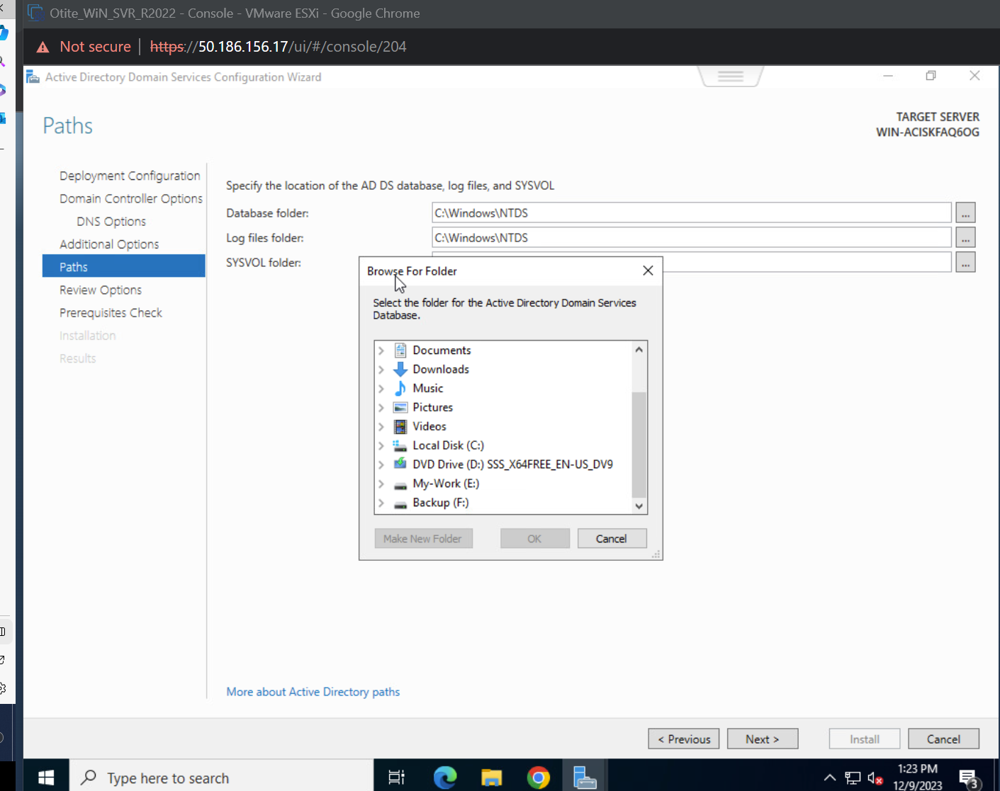 Otite_WiN_SVR_R2022 - Console - VMware ESXi - Google Chrome
Not secure | https://50.186.156.17/ui/#/console/204
Active Directory Domain Services Configuration Wizard
Paths
TARGET SERVER
WIN-ACISKFAQ6OG
Deployment Configuration
Domain Controller Options
DNS Options
Additional Options
Paths
Review Options
Prerequisites Check
Installation
Results
Specify the location of the AD DS database, log files, and SYSVOL
Database folder:
C:\Windows\NTDS
...
Log files folder:
C:\Windows\NTDS
...
SYSVOL folder:
...
Browse For Folder
Select the folder for the Active Directory Domain Services
Database.
Documents
Downloads
Music
Pictures
Videos
Local Disk (C:)
DVD Drive (D:) SSS_X64FREE_EN-US_DV9
My-Work (E:)
Backup (F:)
Make New Folder
OK
Cancel
More about Active Directory paths
< Previous
Next >
Install
Cancel
Type here to search
1:23 PM
12/9/2023
3